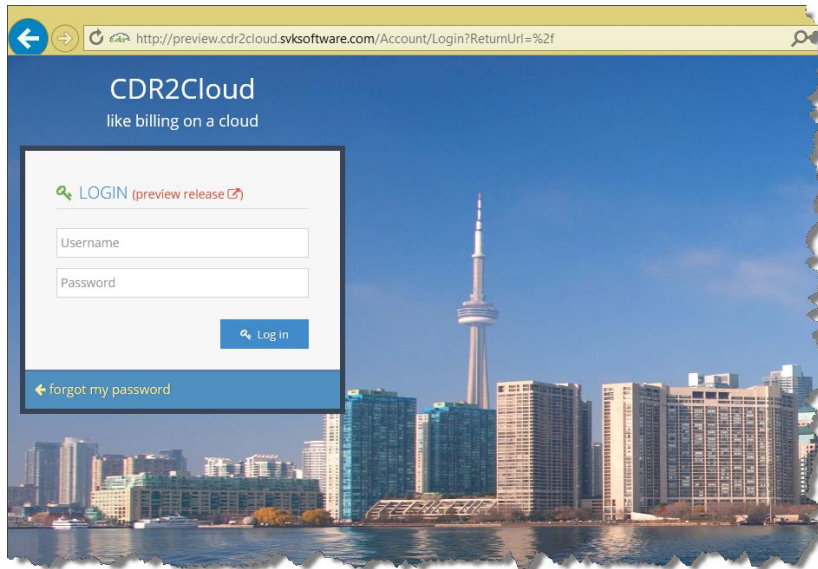 http://preview.cdr2cloud.svksoftware.com/Account/Login?ReturnUrl=%2f
CDR2Cloud
like billing on a cloud
LOGIN (preview release)
Username
Password
Log in
forgot my password